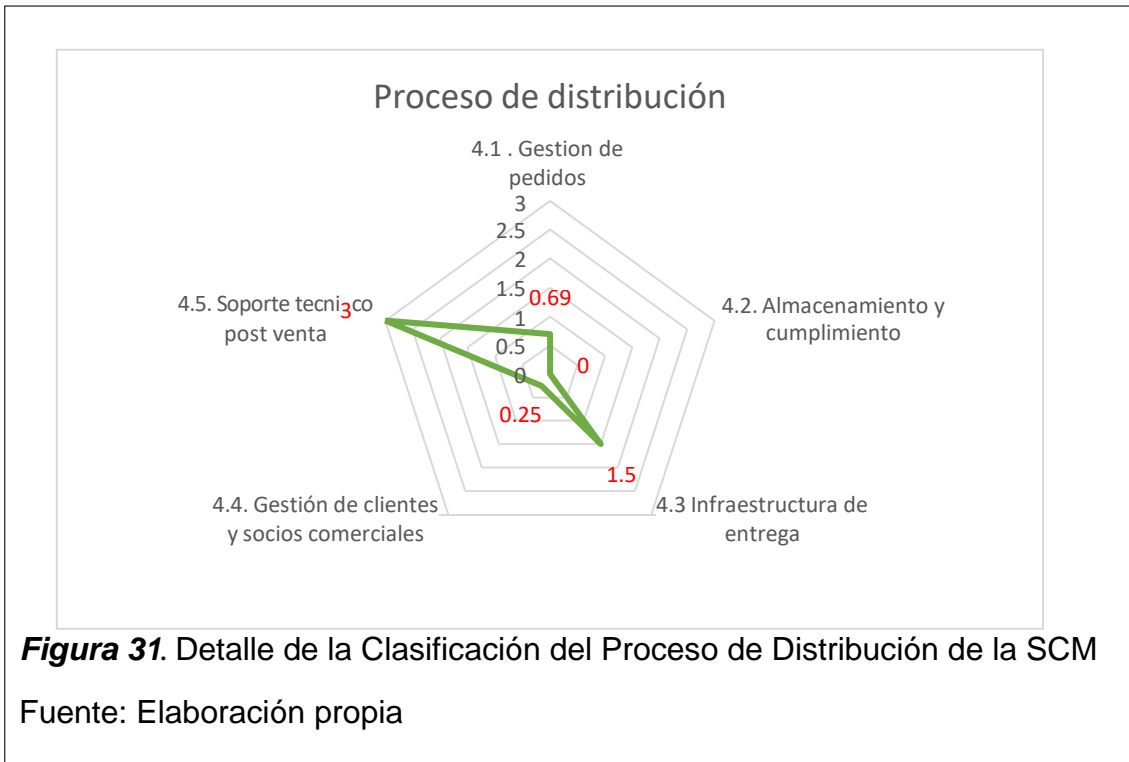 Proceso de distribución
4.1 . Gestion de
pedidos
3
2.5
2
1.5
1
0.5
0
0.69
4.2. Almacenamiento y
cumplimiento
0
1.5
4.3 Infraestructura de
entrega
0.25
4.4. Gestión de clientes
y socios comerciales
4.5. Soporte tecnico
post venta
3
Figura 31. Detalle de la Clasificación del Proceso de Distribución de la SCM
Fuente: Elaboración propia